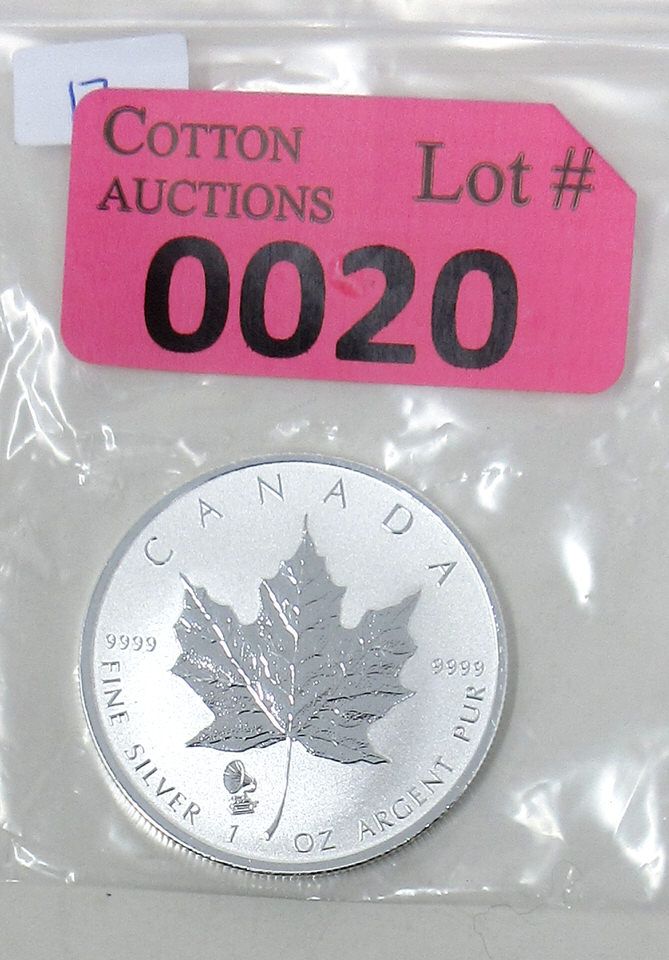 17
COTTON
AUCTIONS
Lot #
0020
CANADA
9999
9999
FINE SILVER 1 OZ ARGENT PUR